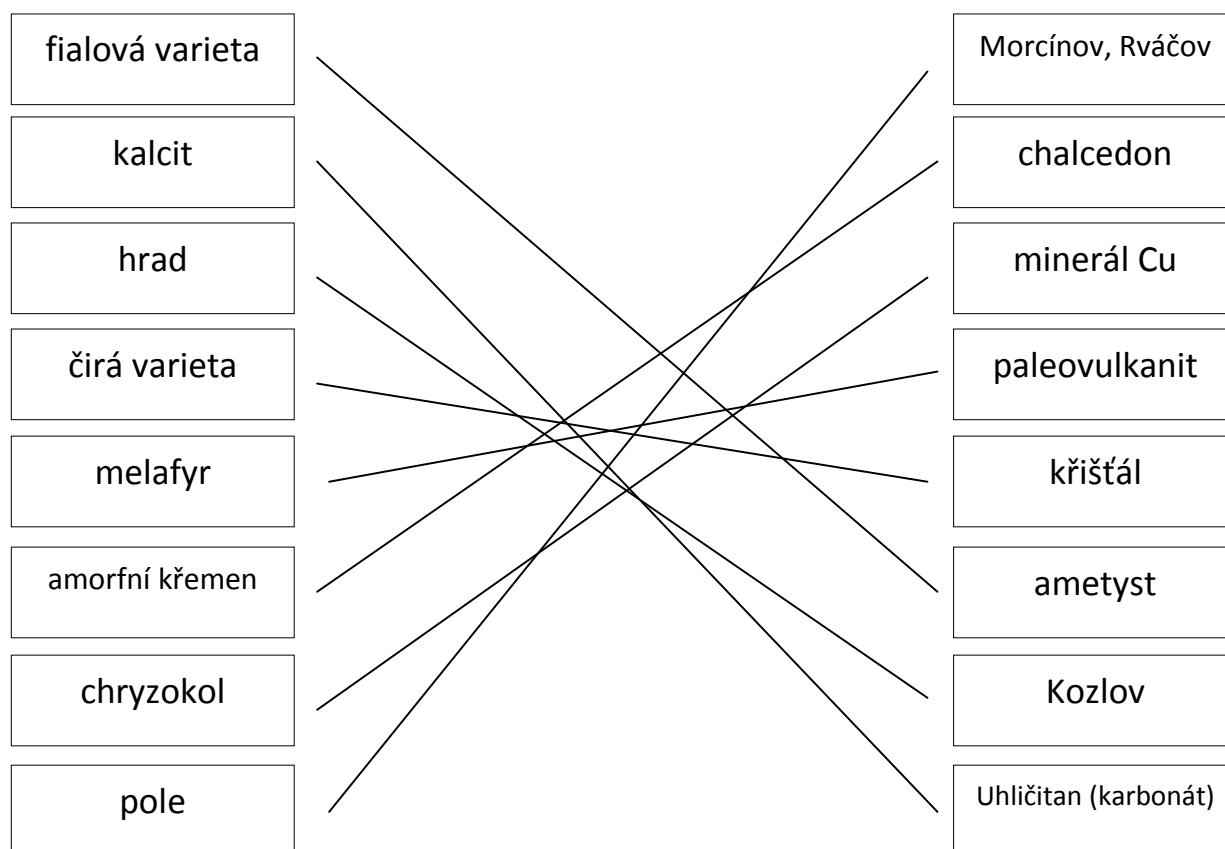 fialová varieta
Morcínov, Rváčov
kalcit
chalcedon
hrad
minerál Cu
čirá varieta
paleovulkanit
melafyr
křišťál
amorfní křemen
ametyst
chryzokol
Kozlov
pole
Uhličitan (karbonát)